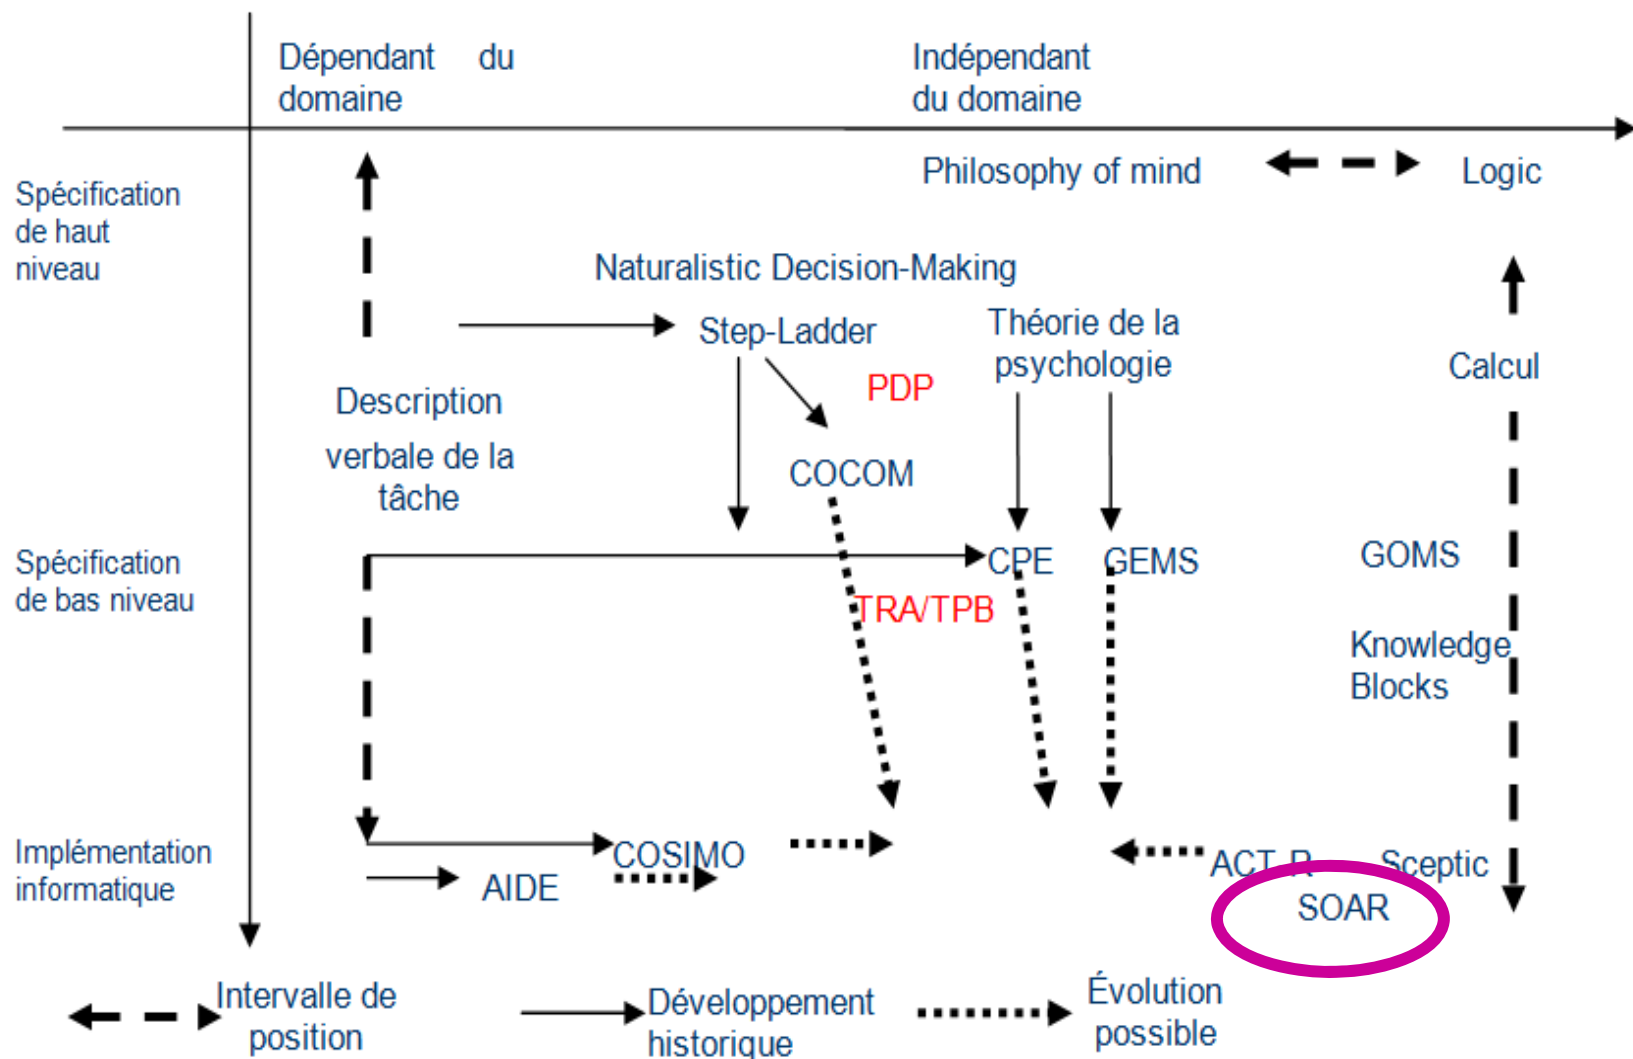 Dépendant du
domaine
Indépendant
du domaine
Philosophy of mind
Logic
Spécification
de haut
niveau
Naturalistic Decision-Making
Step-Ladder
Théorie de la
psychologie
PDP
Calcul
Description
verbale de la
tâche
COCOM
Spécification
de bas niveau
CPE
GEMS
GOMS
TRA/TPB
Knowledge
Blocks
Implémentation
informatique
COSIMO
AIDE
ACT-R
Sceptic
SOAR
Intervalle de
position
Développement
historique
Évolution
possible